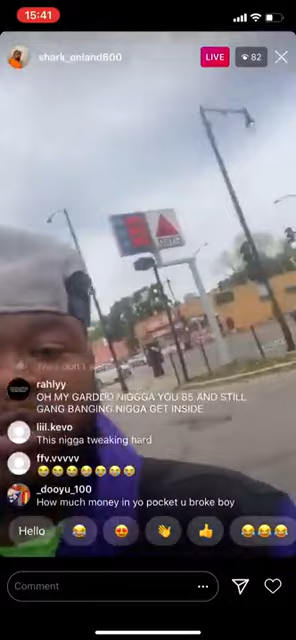 15:41
shark_onland800
LIVE
82
rahlyy
OH MY GARDDD NIGGGA YOU 85 AND STILL
GANG BANGING NIGGA GET INSIDE
liil.kevo
This nigga tweaking hard
ffv.vvvvv
😂😂😂😂😂😂😂
_dooyu_100
How much money in yo pocket u broke boy
Hello 😂 😍 👋 👍 😂😂😂
Comment